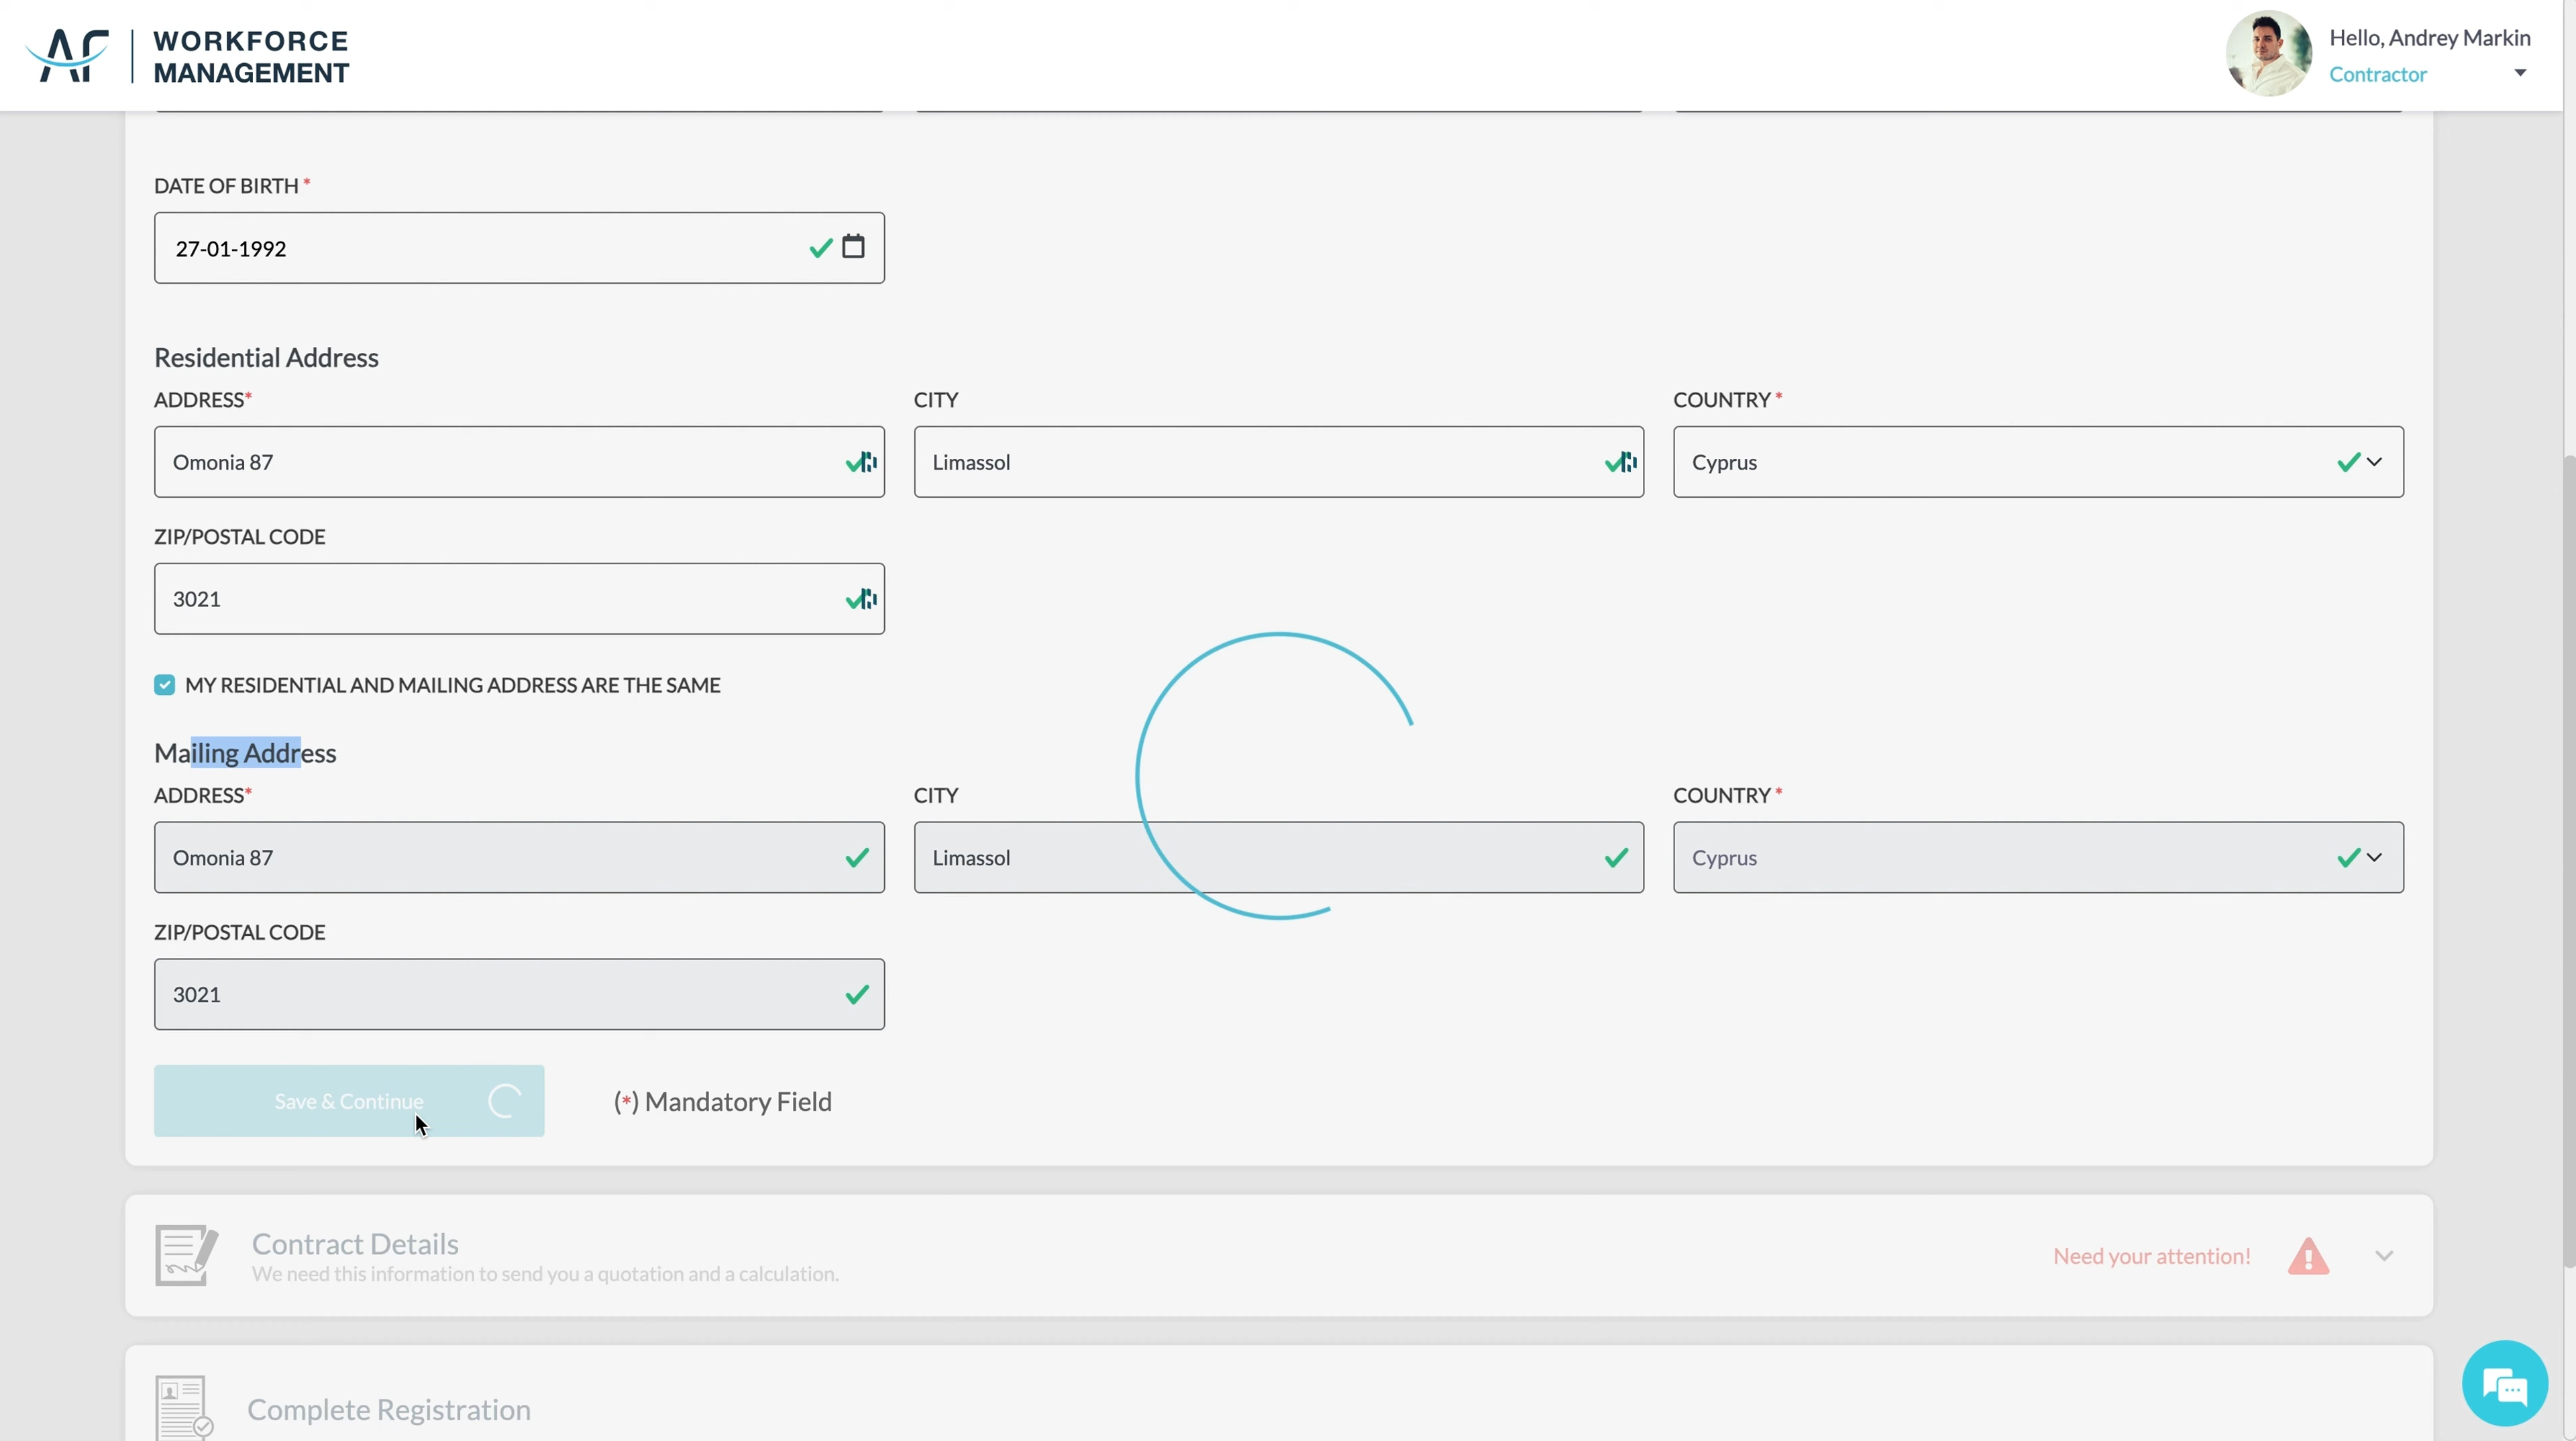 AF
WORKFORCE
MANAGEMENT
Hello, Andrey Markin
Contractor
DATE OF BIRTH *
27-01-1992
Residential Address
ADDRESS* CITY COUNTRY *
Omonia 87 Limassol Cyprus
ZIP/POSTAL CODE
3021
MY RESIDENTIAL AND MAILING ADDRESS ARE THE SAME
Mailing Address
ADDRESS* CITY COUNTRY *
Omonia 87 Limassol Cyprus
ZIP/POSTAL CODE
3021
Save & Continue (*) Mandatory Field
Contract Details
We need this information to send you a quotation and a calculation.
Need your attention!
Complete Registration